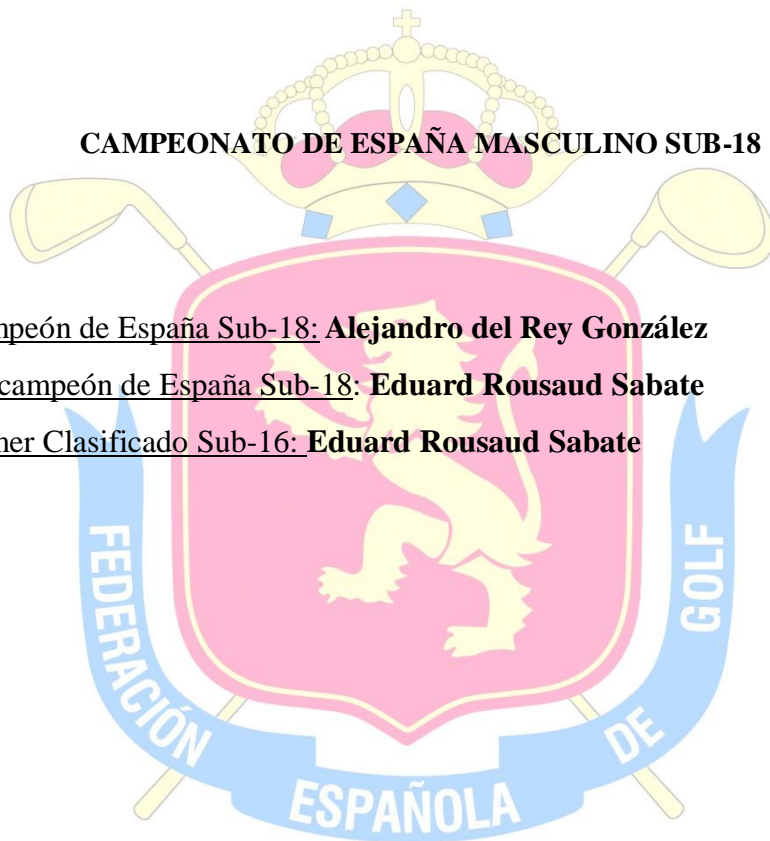 CAMPEONATO DE ESPAÑA MASCULINO SUB-18
mpeón de España Sub-18: Alejandro del Rey González
campeón de España Sub-18: Eduard Rousaud Sabate
mer Clasificado Sub-16: Eduard Rousaud Sabate
FEDERACIÓN ESPAÑOLA DE GOLF